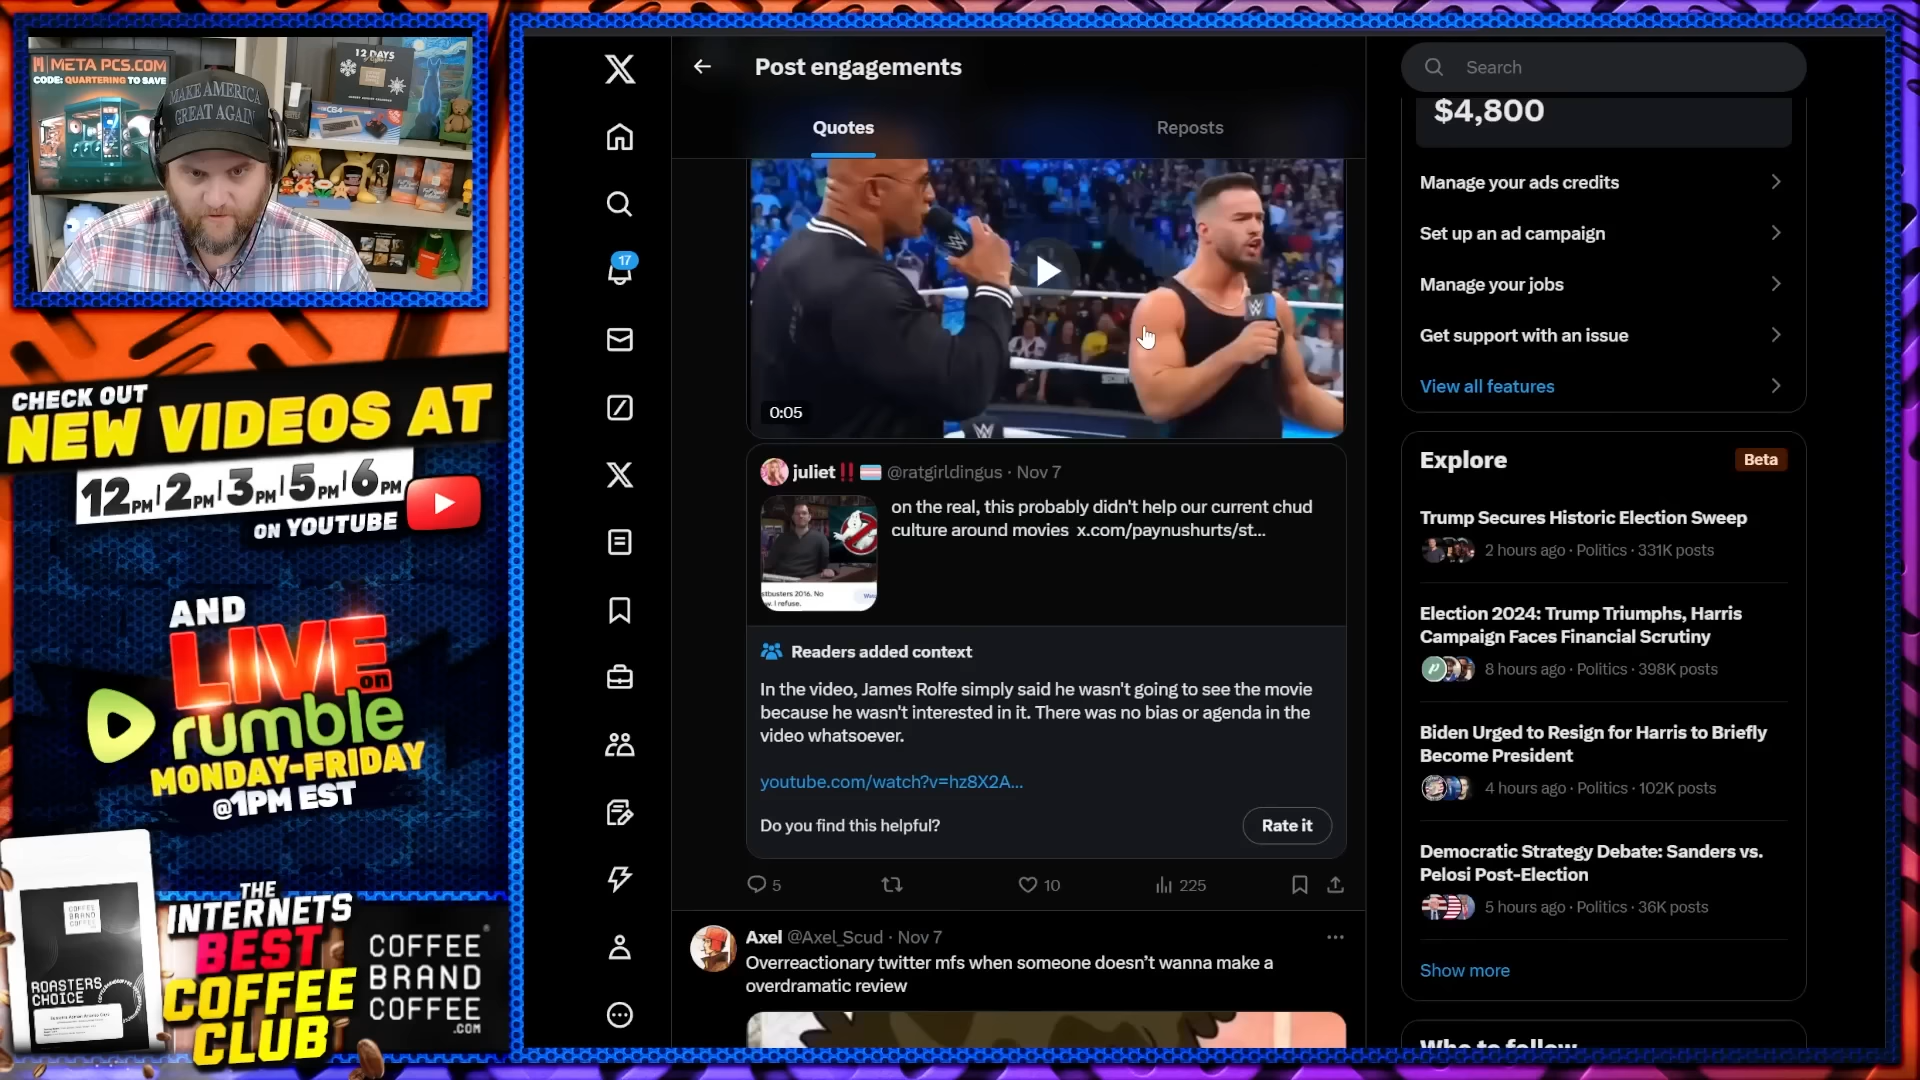 META PCS.COM
CODE: QUARTERING TO SAVE
12 DAYS
MAKE AMERICA
GREAT AGAIN
C64
CHECK OUT
NEW VIDEOS AT
12PM | 2PM | 3PM | 5PM | 6PM
ON YOUTUBE
AND
LIVE
on
rumble
MONDAY-FRIDAY
@1PM EST
COFFEE
BRAND
COFFEE
ROASTERS
CHOICE
THE
INTERNETS
BEST
COFFEE
CLUB
COFFEE
BRAND
COFFEE
.COM
X
17
Post engagements
Quotes
Reposts
0:05
juliet‼️ 🏳️‍⚧️ @ratgirldingus · Nov 7
on the real, this probably didn't help our current chud
culture around movies x.com/paynushurts/st...
stbusters 2016. No
w. I refuse.
Readers added context
In the video, James Rolfe simply said he wasn't going to see the movie
because he wasn't interested in it. There was no bias or agenda in the
video whatsoever.
youtube.com/watch?v=hz8X2A...
Do you find this helpful?
Rate it
5
10
225
Axel @Axel_Scud · Nov 7
Overreactionary twitter mfs when someone doesn't wanna make a
overdramatic review
Search
$4,800
Manage your ads credits
Set up an ad campaign
Manage your jobs
Get support with an issue
View all features
Explore
Beta
Trump Secures Historic Election Sweep
2 hours ago · Politics · 331K posts
Election 2024: Trump Triumphs, Harris
Campaign Faces Financial Scrutiny
8 hours ago · Politics · 398K posts
Biden Urged to Resign for Harris to Briefly
Become President
4 hours ago · Politics · 102K posts
Democratic Strategy Debate: Sanders vs.
Pelosi Post-Election
5 hours ago · Politics · 36K posts
Show more
Who to follow